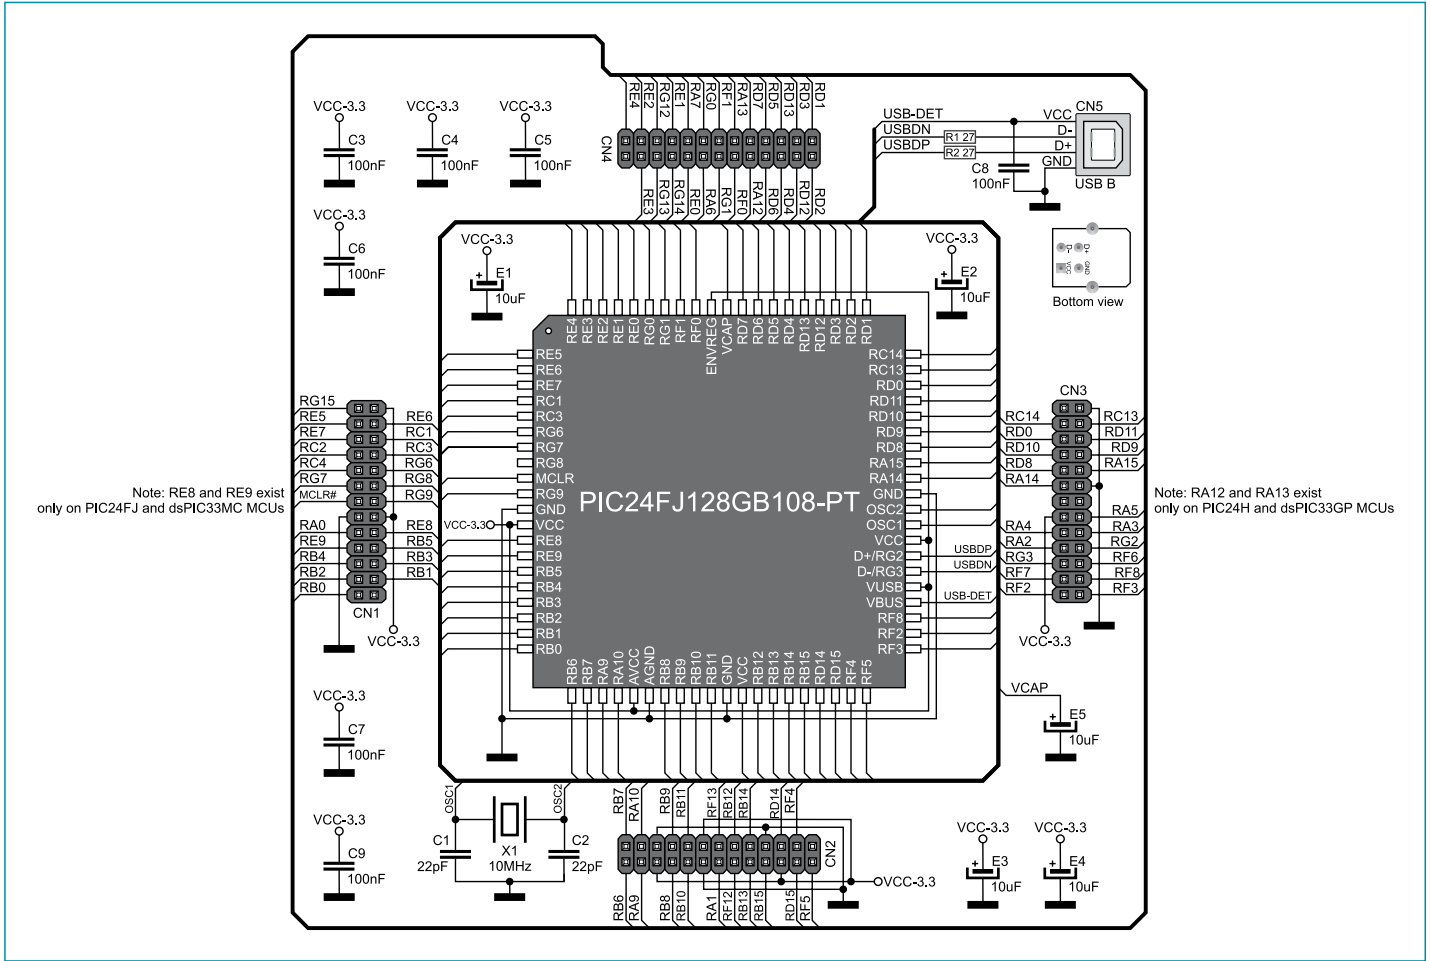 RE4
RE2
RG12
RE1
RA7
RG0
RF1
RA13
RD7
RD5
RD13
RD3
RD1
CN4
RE3
RG13
RG14
RE0
RA6
RG1
RF0
RA12
RD6
RD4
RD12
RD2
VCC-3.3
C3
100nF
VCC-3.3
C4
100nF
VCC-3.3
C5
100nF
VCC-3.3
C6
100nF
USB-DET
USBDN
USBDP
R1 27
R2 27
VCC
D-
D+
GND
CN5
USB B
C8
100nF
D-
D+
VCC
GND
Bottom view
VCC-3.3
+
E1
10uF
VCC-3.3
+
E2
10uF
RE4
RE3
RE2
RE1
RE0
RG0
RG1
RF1
RF0
ENVREG
VCAP
RD7
RD6
RD5
RD4
RD13
RD12
RD3
RD2
RD1
RE5
RE6
RE7
RC1
RC3
RG6
RG7
RG8
MCLR
RG9
GND
VCC
RE8
RE9
RB5
RB4
RB3
RB2
RB1
RB0
PIC24FJ128GB108-PT
RC14
RC13
RD0
RD11
RD10
RD9
RD8
RA15
RA14
GND
OSC2
OSC1
VCC
D+/RG2
D-/RG3
VUSB
VBUS
RF8
RF2
RF3
USBDP
USBDN
USB-DET
VCC-3.3
RB6
RB7
RA9
RA10
AVCC
AGND
RB8
RB9
RB10
RB11
GND
VCC
RB12
RB13
RB14
RB15
RD14
RD15
RF4
RF5
RG15
RE5
RE7
RC2
RC4
RG7
MCLR#
RA0
RE9
RB4
RB2
RB0
RE6
RC1
RC3
RG6
RG8
RG9
RE8
RB5
RB3
RB1
CN1
VCC-3.3
Note: RE8 and RE9 exist
only on PIC24FJ and dsPIC33MC MCUs
CN3
RC14
RD0
RD10
RD8
RA14
RA4
RA2
RG3
RF7
RF2
RC13
RD11
RD9
RA15
RA5
RA3
RG2
RF6
RF8
RF3
VCC-3.3
Note: RA12 and RA13 exist
only on PIC24H and dsPIC33GP MCUs
VCAP
+
E5
10uF
VCC-3.3
C7
100nF
VCC-3.3
C9
100nF
OSC1
OSC2
C1
22pF
X1
10MHz
C2
22pF
RB7
RA10
RB9
RB11
RF13
RB12
RB14
RD14
RF4
CN2
VCC-3.3
RB6
RA9
RB8
RB10
RA1
RF12
RB13
RB15
RD15
RF5
VCC-3.3
+
E3
10uF
VCC-3.3
+
E4
10uF